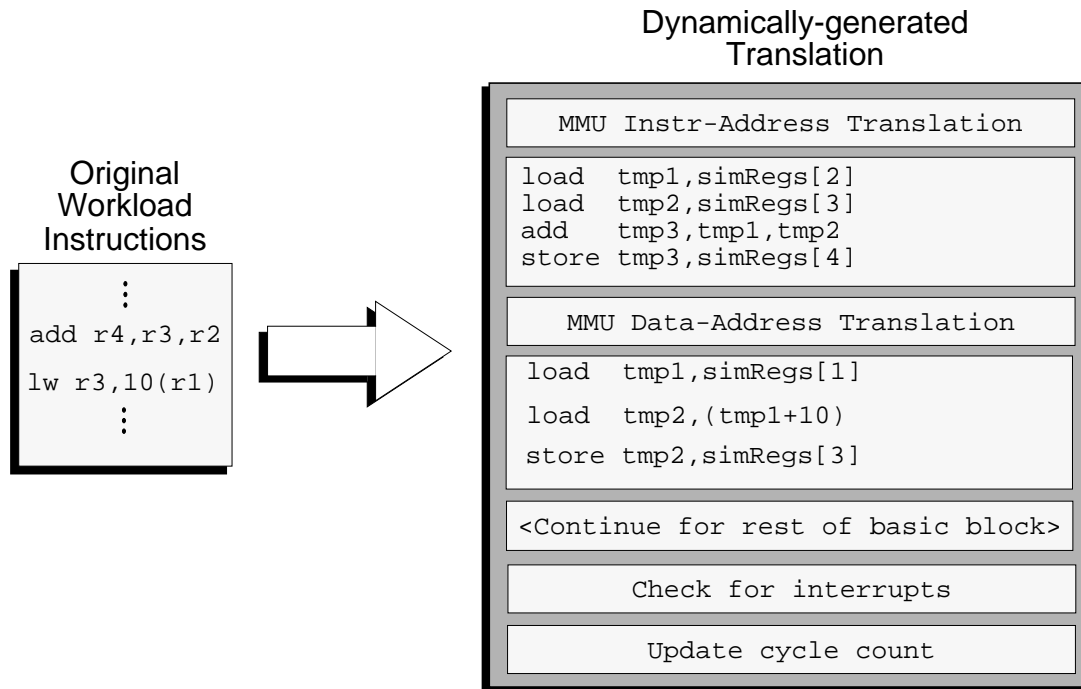 Dynamically-generated
Translation
MMU Instr-Address Translation
load tmp1,simRegs[2]
load tmp2,simRegs[3]
add tmp3,tmp1,tmp2
store tmp3,simRegs[4]
MMU Data-Address Translation
load tmp1,simRegs[1]
load tmp2,(tmp1+10)
store tmp2,simRegs[3]
<Continue for rest of basic block>
Check for interrupts
Update cycle count
Original
Workload
Instructions
add r4,r3,r2
lw r3,10(r1)